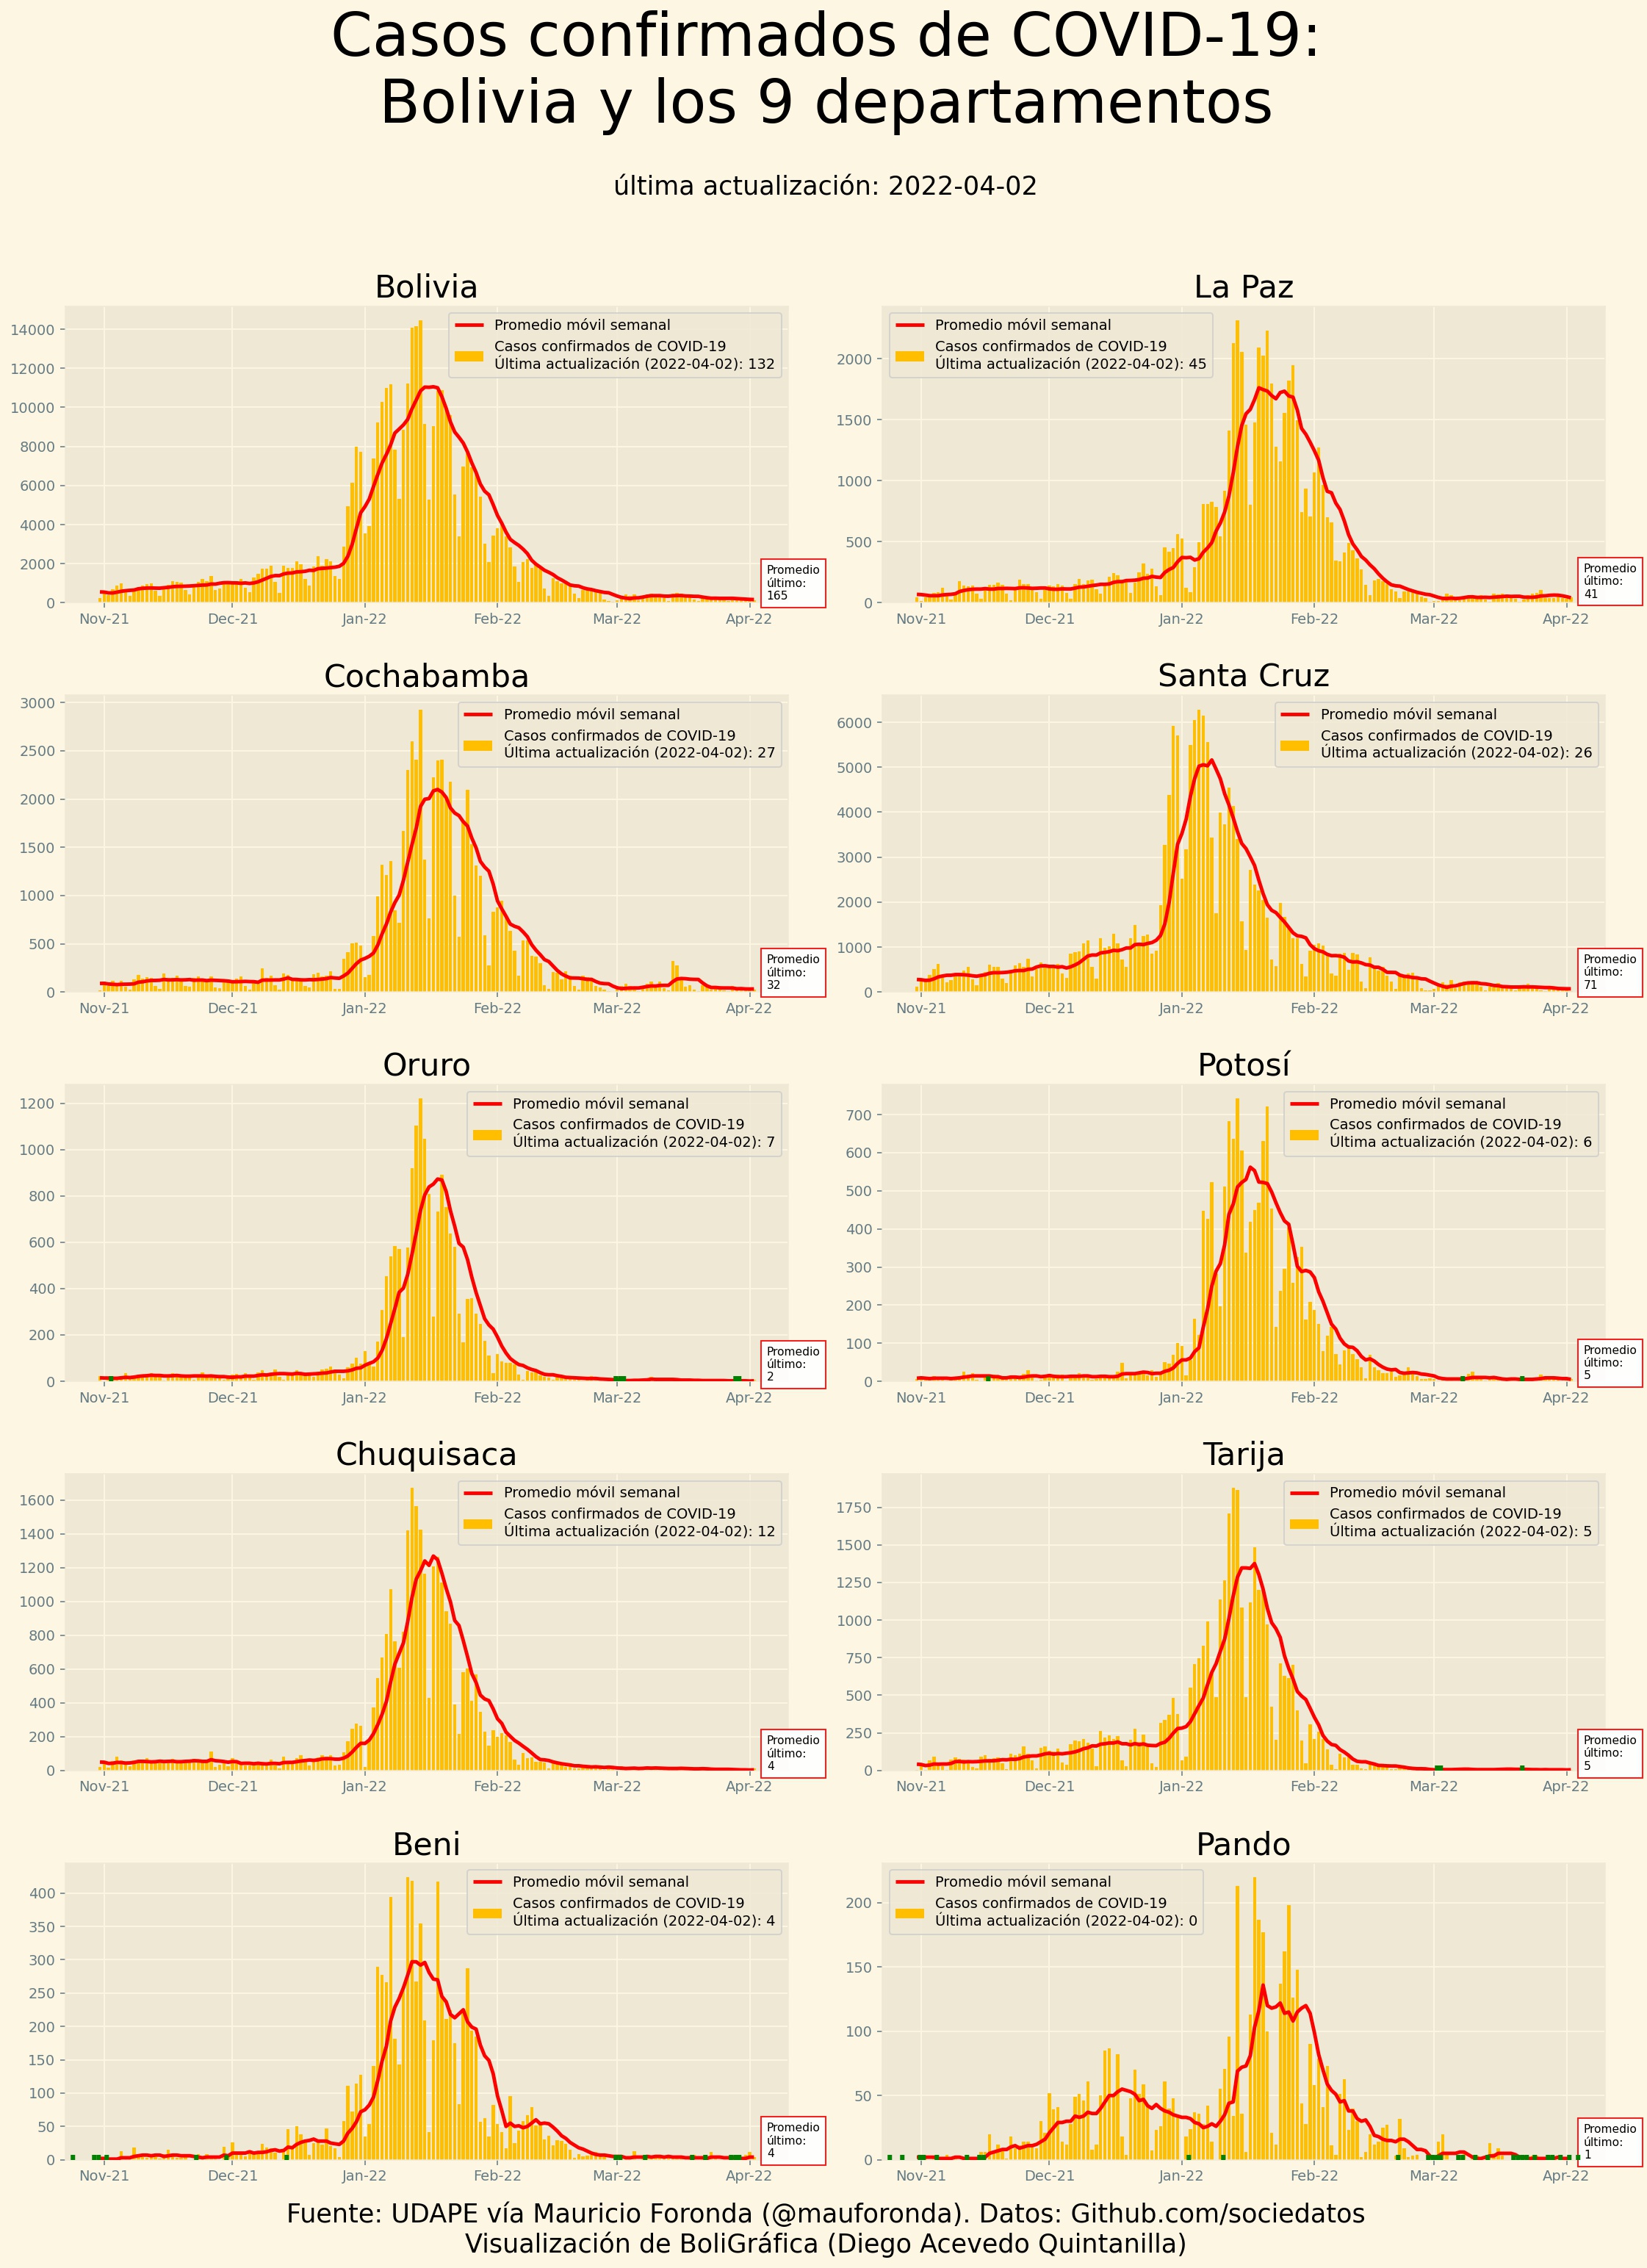 Casos confirmados de COVID-19:
Bolivia y los 9 departamentos
última actualización: 2022-04-02
Bolivia
14000
12000
10000
8000
6000
4000
2000
0
Promedio móvil semanal
Casos confirmados de COVID-19
Última actualización (2022-04-02): 132
Promedio
último:
165
Nov-21 Dec-21 Jan-22 Feb-22 Mar-22 Apr-22
La Paz
2000
1500
1000
500
0
Promedio móvil semanal
Casos confirmados de COVID-19
Última actualización (2022-04-02): 45
Promedio
último:
41
Nov-21 Dec-21 Jan-22 Feb-22 Mar-22 Apr-22
Cochabamba
3000
2500
2000
1500
1000
500
0
Promedio móvil semanal
Casos confirmados de COVID-19
Última actualización (2022-04-02): 27
Promedio
último:
32
Nov-21 Dec-21 Jan-22 Feb-22 Mar-22 Apr-22
Santa Cruz
6000
5000
4000
3000
2000
1000
0
Promedio móvil semanal
Casos confirmados de COVID-19
Última actualización (2022-04-02): 26
Promedio
último:
71
Nov-21 Dec-21 Jan-22 Feb-22 Mar-22 Apr-22
Oruro
1200
1000
800
600
400
200
0
Promedio móvil semanal
Casos confirmados de COVID-19
Última actualización (2022-04-02): 7
Promedio
último:
2
Nov-21 Dec-21 Jan-22 Feb-22 Mar-22 Apr-22
Potosí
700
600
500
400
300
200
100
0
Promedio móvil semanal
Casos confirmados de COVID-19
Última actualización (2022-04-02): 6
Promedio
último:
5
Nov-21 Dec-21 Jan-22 Feb-22 Mar-22 Apr-22
Chuquisaca
1600
1400
1200
1000
800
600
400
200
0
Promedio móvil semanal
Casos confirmados de COVID-19
Última actualización (2022-04-02): 12
Promedio
último:
4
Nov-21 Dec-21 Jan-22 Feb-22 Mar-22 Apr-22
Tarija
1750
1500
1250
1000
750
500
250
0
Promedio móvil semanal
Casos confirmados de COVID-19
Última actualización (2022-04-02): 5
Promedio
último:
5
Nov-21 Dec-21 Jan-22 Feb-22 Mar-22 Apr-22
Beni
400
350
300
250
200
150
100
50
0
Promedio móvil semanal
Casos confirmados de COVID-19
Última actualización (2022-04-02): 4
Promedio
último:
4
Nov-21 Dec-21 Jan-22 Feb-22 Mar-22 Apr-22
Pando
200
150
100
50
0
Promedio móvil semanal
Casos confirmados de COVID-19
Última actualización (2022-04-02): 0
Promedio
último:
1
Nov-21 Dec-21 Jan-22 Feb-22 Mar-22 Apr-22
Fuente: UDAPE vía Mauricio Foronda (@mauforonda). Datos: Github.com/sociedatos
Visualización de BoliGráfica (Diego Acevedo Quintanilla)